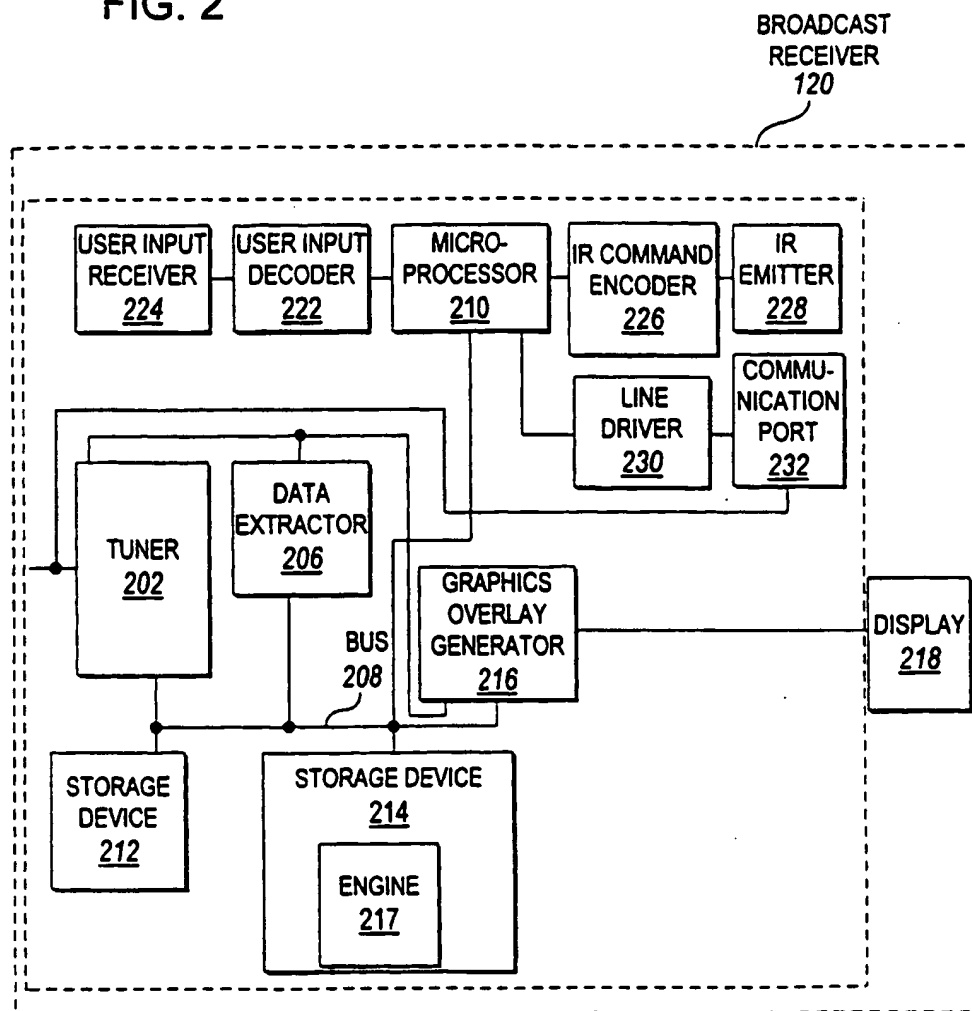 FIG. 2
BROADCAST
RECEIVER
120
USER INPUT
RECEIVER
224
USER INPUT
DECODER
222
MICRO-
PROCESSOR
210
IR COMMAND
ENCODER
226
IR
EMITTER
228
LINE
DRIVER
230
COMMU-
NICATION
PORT
232
TUNER
202
DATA
EXTRACTOR
206
BUS
208
GRAPHICS
OVERLAY
GENERATOR
216
DISPLAY
218
STORAGE
DEVICE
212
STORAGE DEVICE
214
ENGINE
217